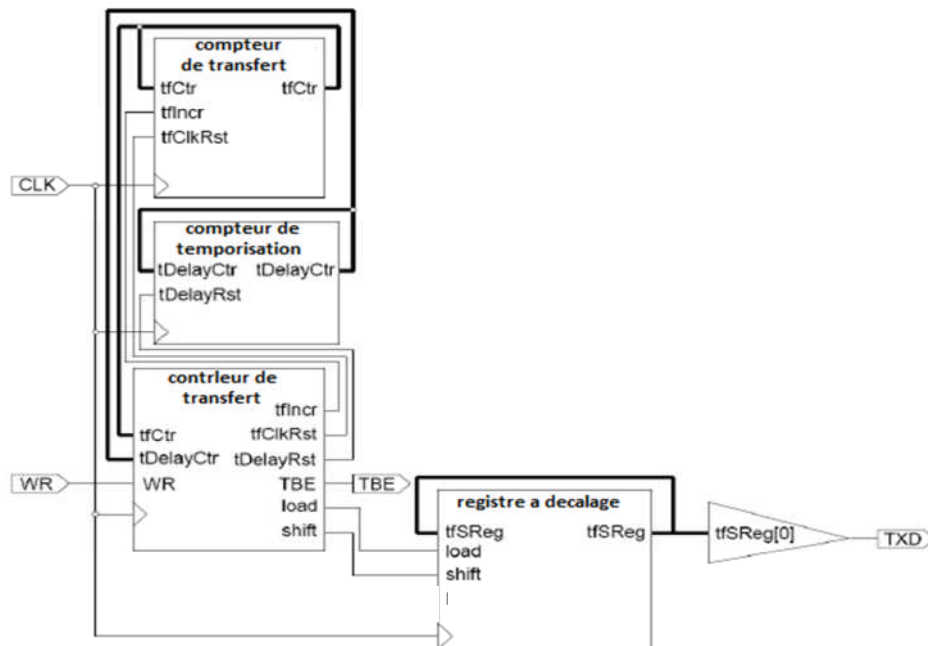 compteur
de transfert
tfCtr tfCtr
tfIncr
tfClkRst
CLK
compteur de
temporisation
tDelayCtr tDelayCtr
tDelayRst
contrleur de
transfert
tfIncr
tfCtr tfClkRst
tDelayCtr tDelayRst
WR WR TBE TBE
load
shift
registre a decalage
tfSReg tfSReg
load
shift
tfSReg[0] TXD